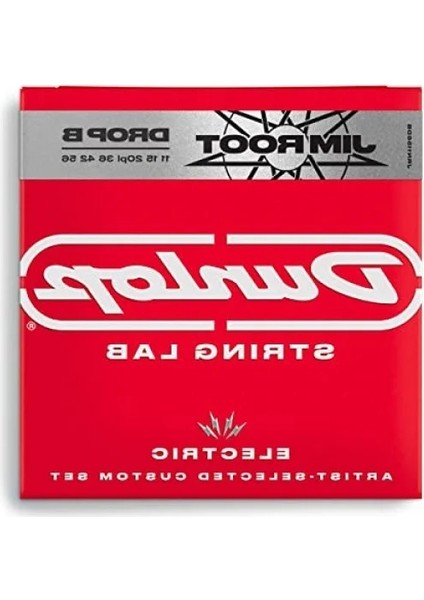 JIM ROOT
DROP B
11 15 20pl 36 42 56
Dunlop®
STRING LAB
ELECTRIC
ARTIST-SELECTED CUSTOM SET